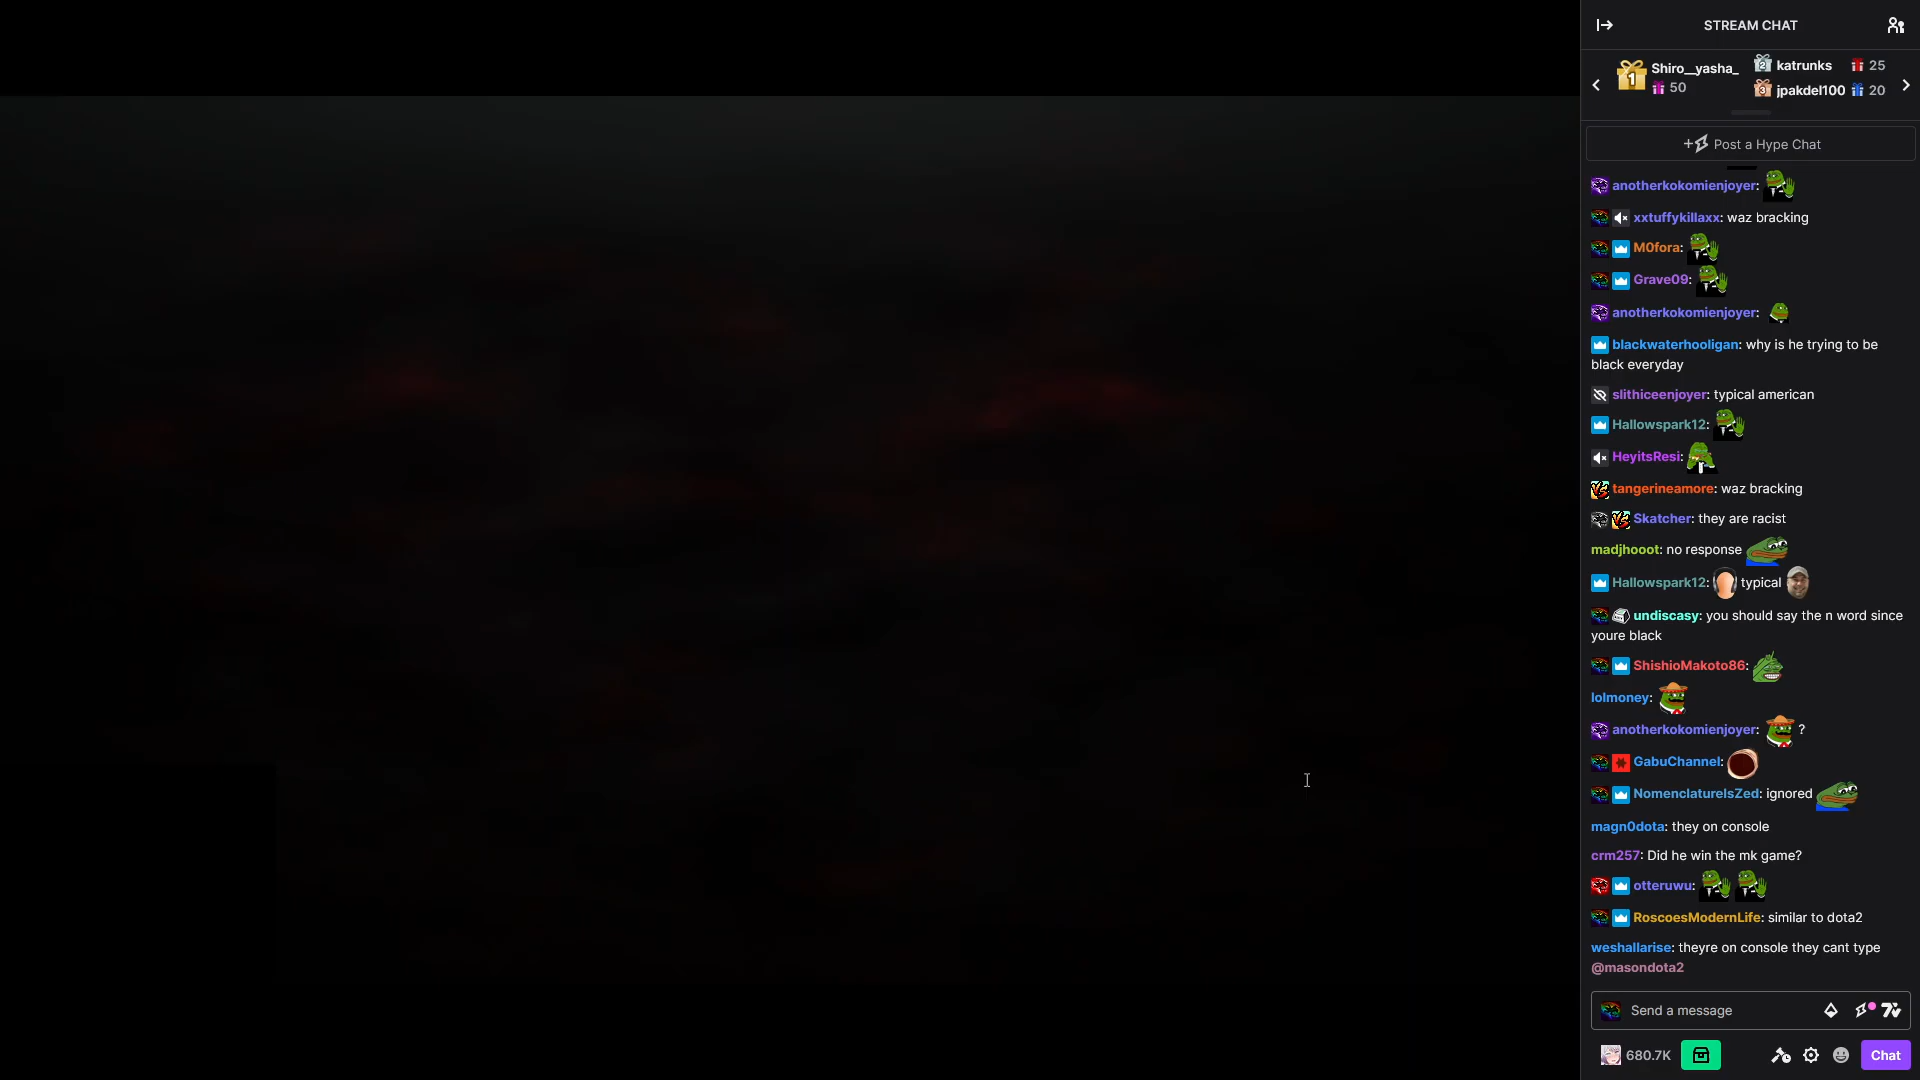 STREAM CHAT
1
Shiro__yasha_
50
2 katrunks 25
3 jpakdel100 20
Post a Hype Chat
anotherkokomienjoyer:
xxtuffykillaxx: waz bracking
M0fora:
Grave09:
anotherkokomienjoyer:
blackwaterhooligan: why is he trying to be
black everyday
slithiceenjoyer: typical american
Hallowspark12:
HeyitsResi:
tangerineamore: waz bracking
Skatcher: they are racist
madjhooot: no response
Hallowspark12: typical
undiscasy: you should say the n word since
youre black
ShishioMakoto86:
lolmoney:
anotherkokomienjoyer: ?
GabuChannel:
NomenclatureIsZed: ignored
magn0dota: they on console
crm257: Did he win the mk game?
otteruwu:
RoscoesModernLife: similar to dota2
weshallarise: theyre on console they cant type
@masondota2
Send a message
680.7K
Chat